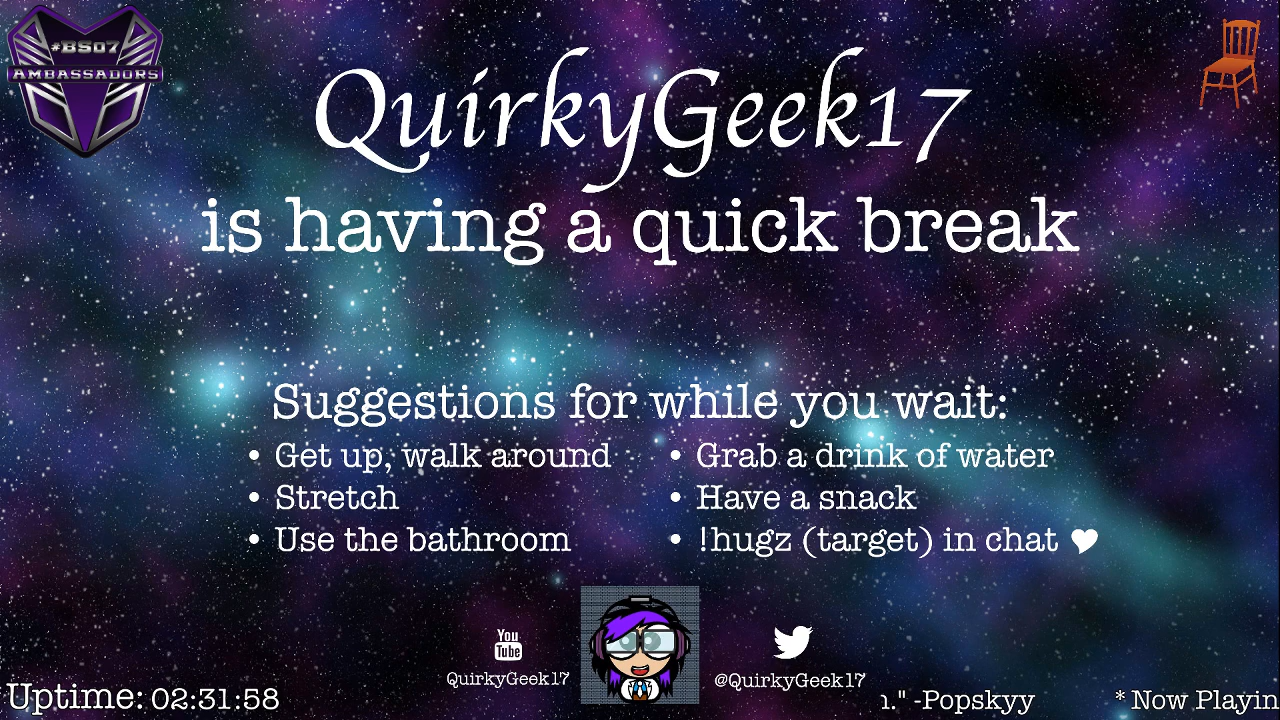 #BS07
AMBASSADORS
QuirkyGeek17
is having a quick break
Suggestions for while you wait:
• Get up, walk around
• Stretch
• Use the bathroom
• Grab a drink of water
• Have a snack
• !hugz (target) in chat ♥
You
Tube
QuirkyGeek17
@QuirkyGeek17
Uptime: 02:31:58
." -Popskyy * Now Playin